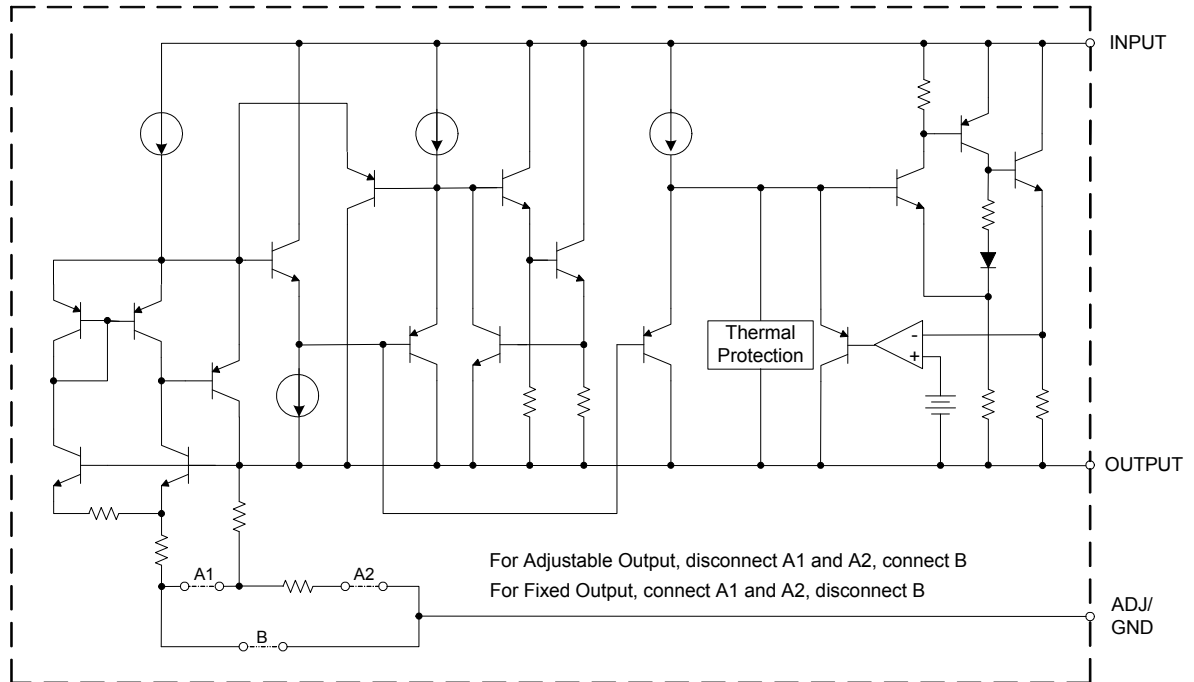 INPUT
Thermal
Protection
-
+
OUTPUT
For Adjustable Output, disconnect A1 and A2, connect B
A1
A2
For Fixed Output, connect A1 and A2, disconnect B
ADJ/
GND
B